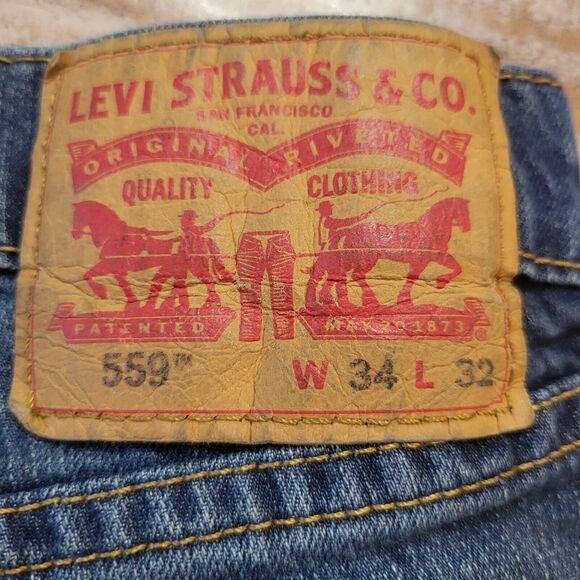 LEVI STRAUSS & CO.
SAN FRANCISCO
CAL.
ORIGINAL RIVETED
QUALITY CLOTHING
PATENTED MAY 20 1873 ®
559™ W 34 L 32